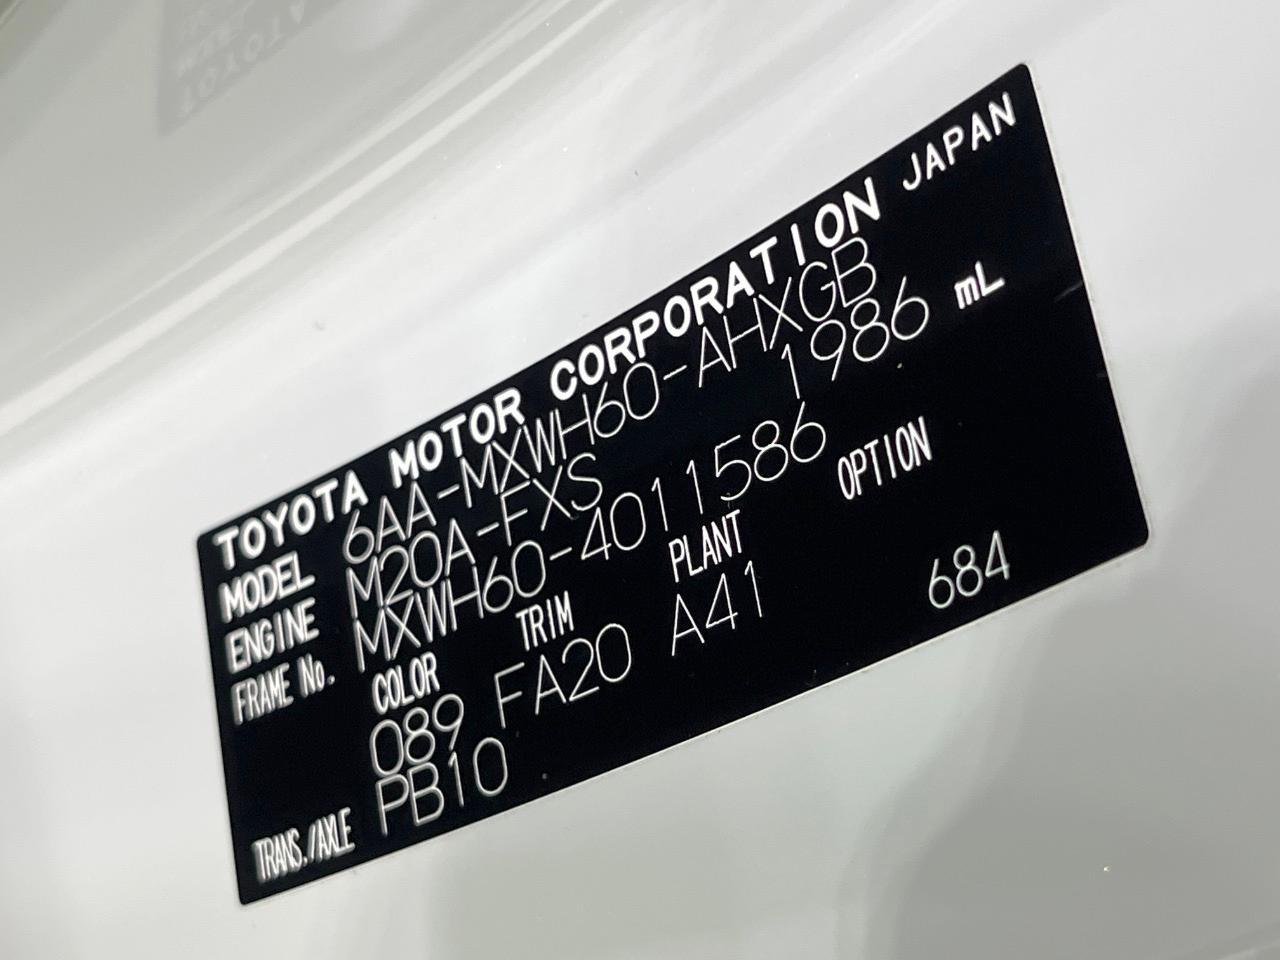 TOYOTA MOTOR CORPORATION JAPAN
MODEL 6AA-MXWH60-AHXGB
ENGINE M20A-FXS 1986 mL
FRAME No. MXWH60-4011586
COLOR TRIM PLANT OPTION
089 FA20 A41 684
TRANS./AXLE PB10